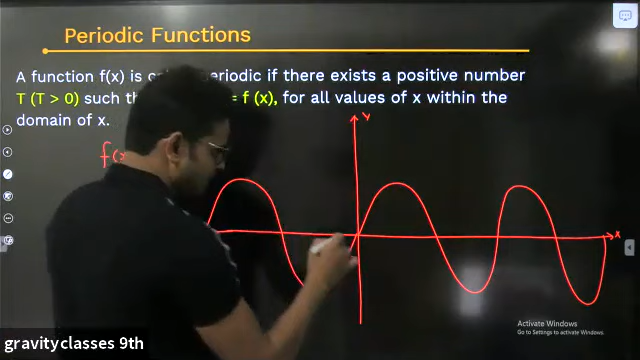 Periodic Functions
A function f(x) is periodic if there exists a positive number
T (T > 0) such = f (x), for all values of x within the
domain of x.
f(x
Y
X
Activate Windows
Go to Settings to activate Windows.
gravityclasses 9th